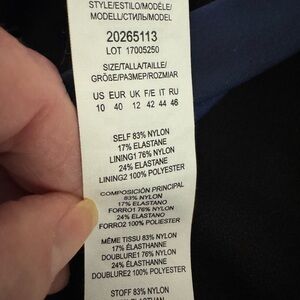 STYLE/ESTILO/MODÈLE/
MODELL/СТИЛЬ/MODEL
20265113
LOT 17005250
SIZE/TALLA/TAILLE/
GRÖßE/РАЗМЕР/ROZMIAR
US EUR UK F/E IT RU
10 40 12 42 44 46
SELF 83% NYLON
17% ELASTANE
LINING1 76% NYLON
24% ELASTANE
LINING2 100% POLYESTER
COMPOSICIÓN PRINCIPAL
83% NYLON
17% ELASTANO
FORRO1 76% NYLON
24% ELASTANO
FORRO2 100% POLIESTER
MÊME TISSU 83% NYLON
17% ÉLASTHANNE
DOUBLURE1 76% NYLON
24% ÉLASTHANNE
DOUBLURE2 100% POLYESTER
STOFF 83% NYLON
17% ELASTHAN